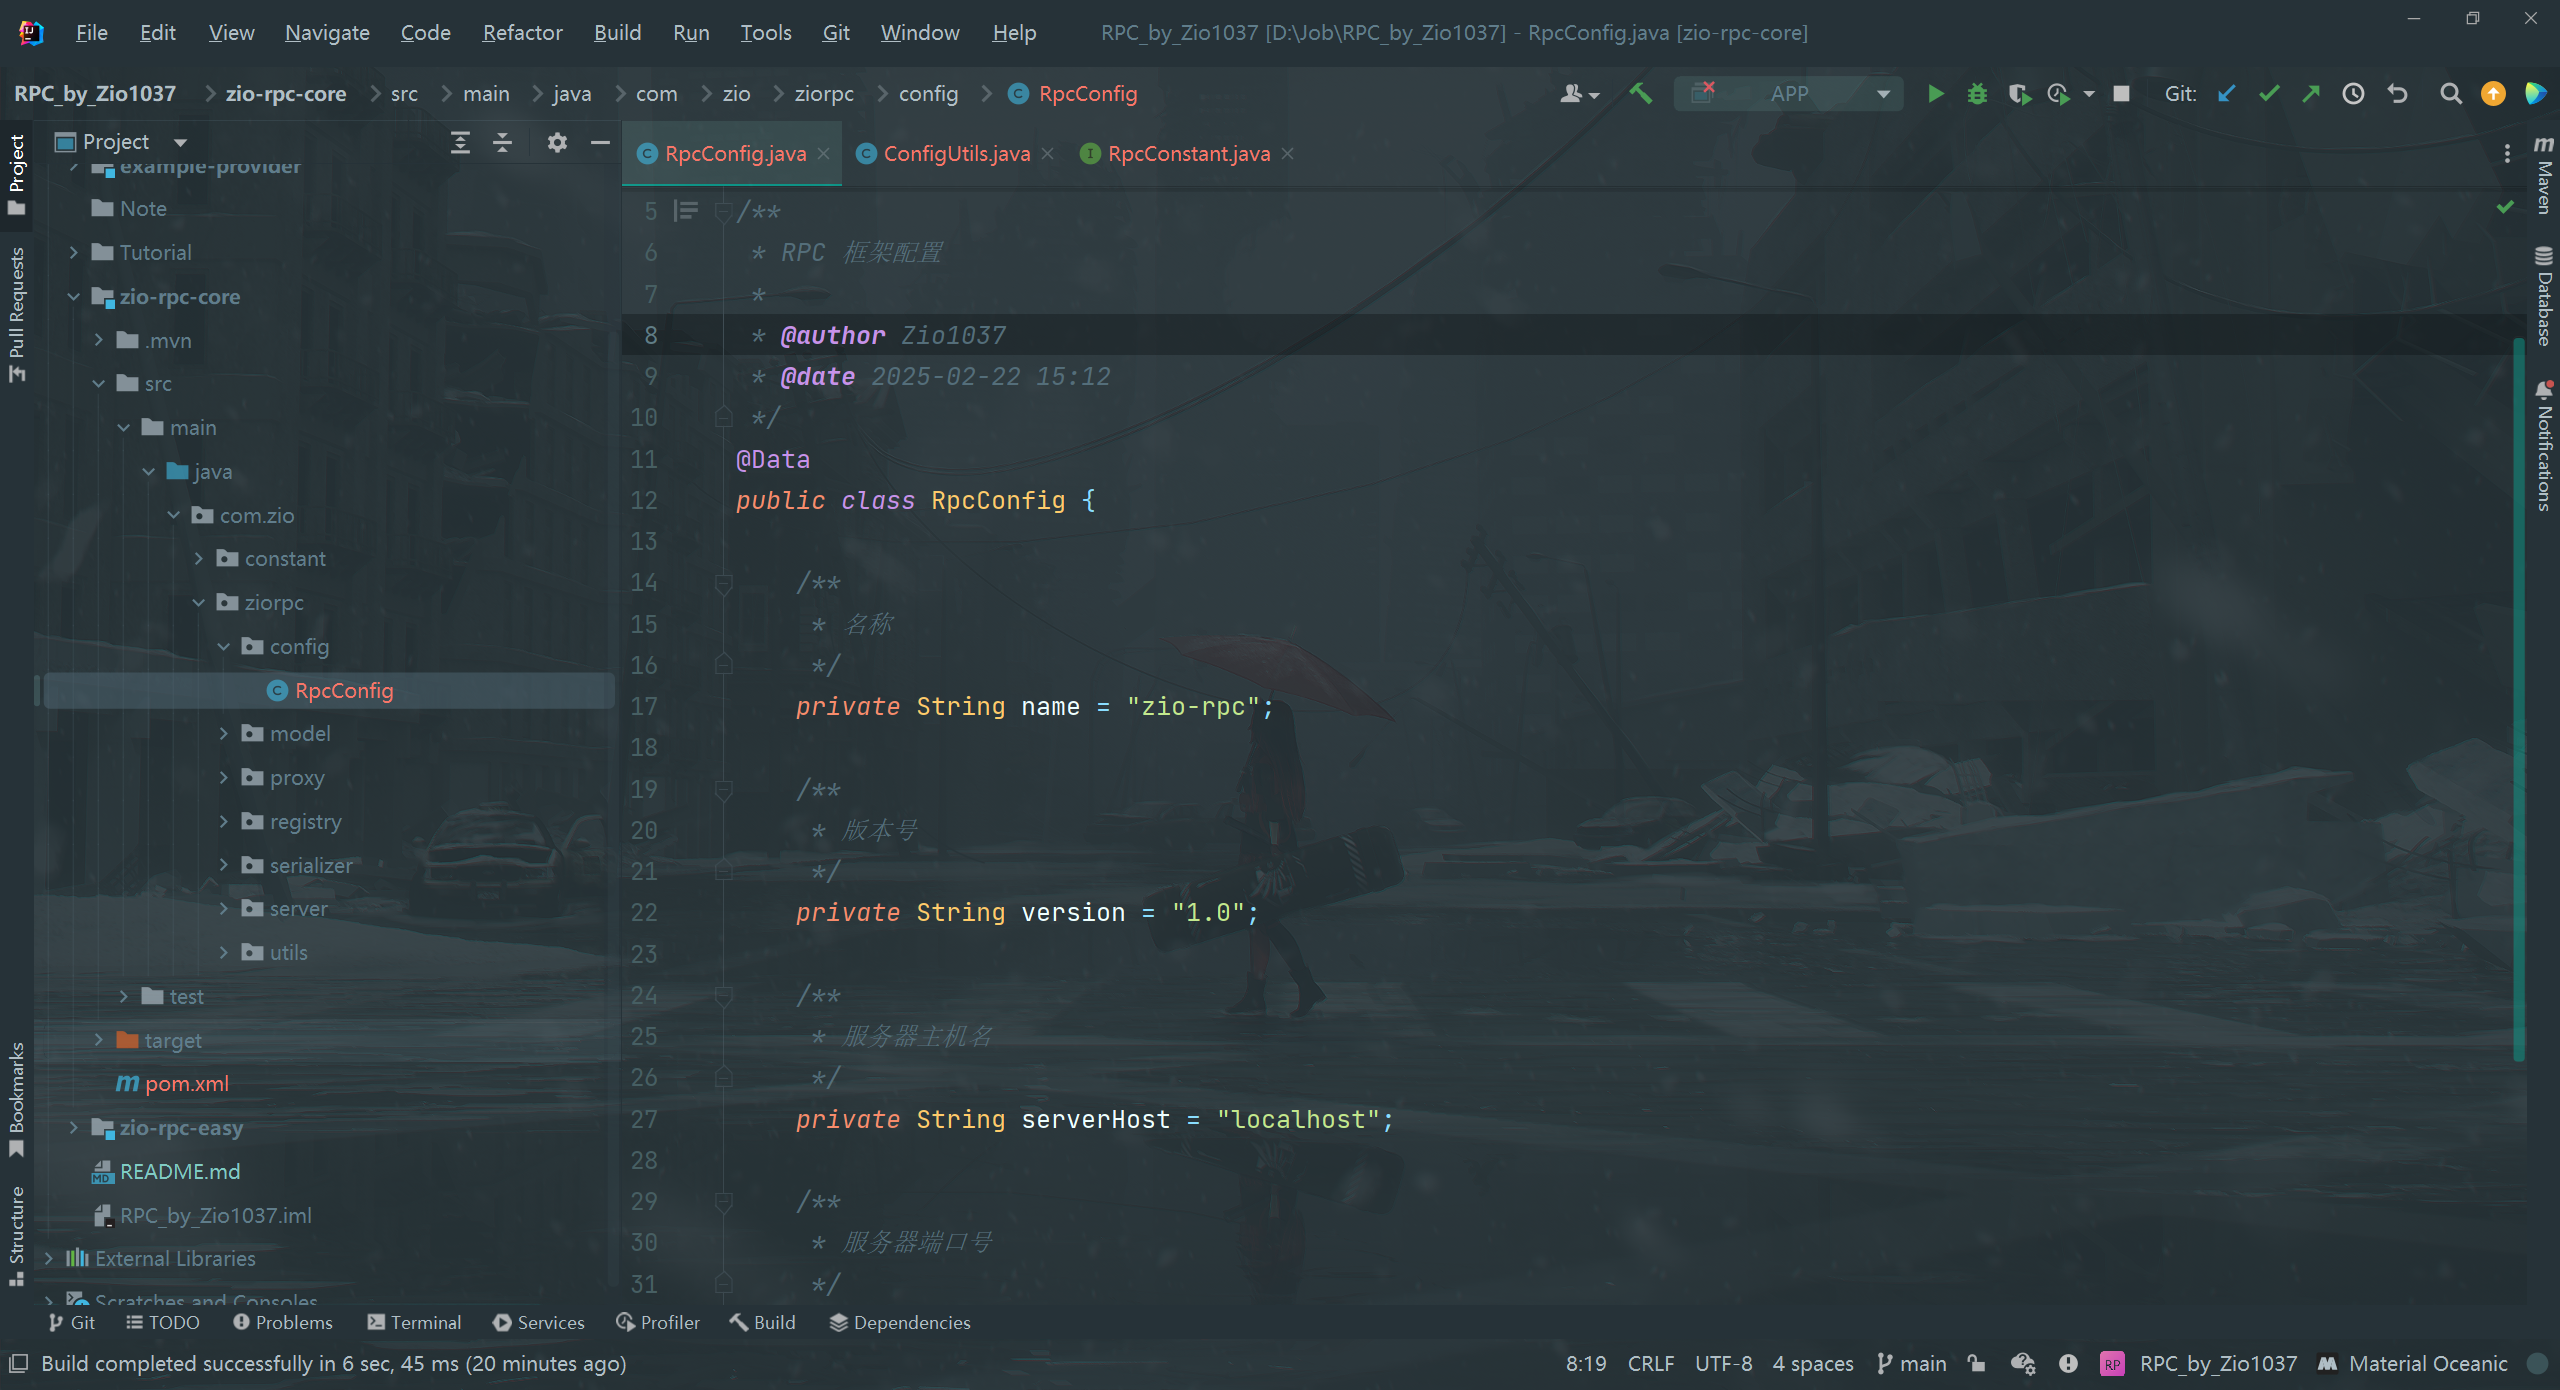 File Edit View Navigate Code Refactor Build Run Tools Git Window Help RPC_by_Zio1037 [D:\Job\RPC_by_Zio1037] - RpcConfig.java [zio-rpc-core]
RPC_by_Zio1037 zio-rpc-core src main java com zio ziorpc config RpcConfig APP Git:
Project
Project
Pull Requests
Bookmarks
Structure
example-provider
Note
Tutorial
zio-rpc-core
.mvn
src
main
java
com.zio
constant
ziorpc
config
RpcConfig
model
proxy
registry
serializer
server
utils
test
target
pom.xml
zio-rpc-easy
README.md
RPC_by_Zio1037.iml
External Libraries
Scratches and Consoles
RpcConfig.java ConfigUtils.java RpcConstant.java
5 /**
6 * RPC 框架配置
7 *
8 * @author Zio1037
9 * @date 2025-02-22 15:12
10 */
11 @Data
12 public class RpcConfig {
13
14 /**
15 * 名称
16 */
17 private String name = "zio-rpc";
18
19 /**
20 * 版本号
21 */
22 private String version = "1.0";
23
24 /**
25 * 服务器主机名
26 */
27 private String serverHost = "localhost";
28
29 /**
30 * 服务器端口号
31 */
Maven
Database
Notifications
Git TODO Problems Terminal Services Profiler Build Dependencies
Build completed successfully in 6 sec, 45 ms (20 minutes ago) 8:19 CRLF UTF-8 4 spaces main RP RPC_by_Zio1037 Material Oceanic